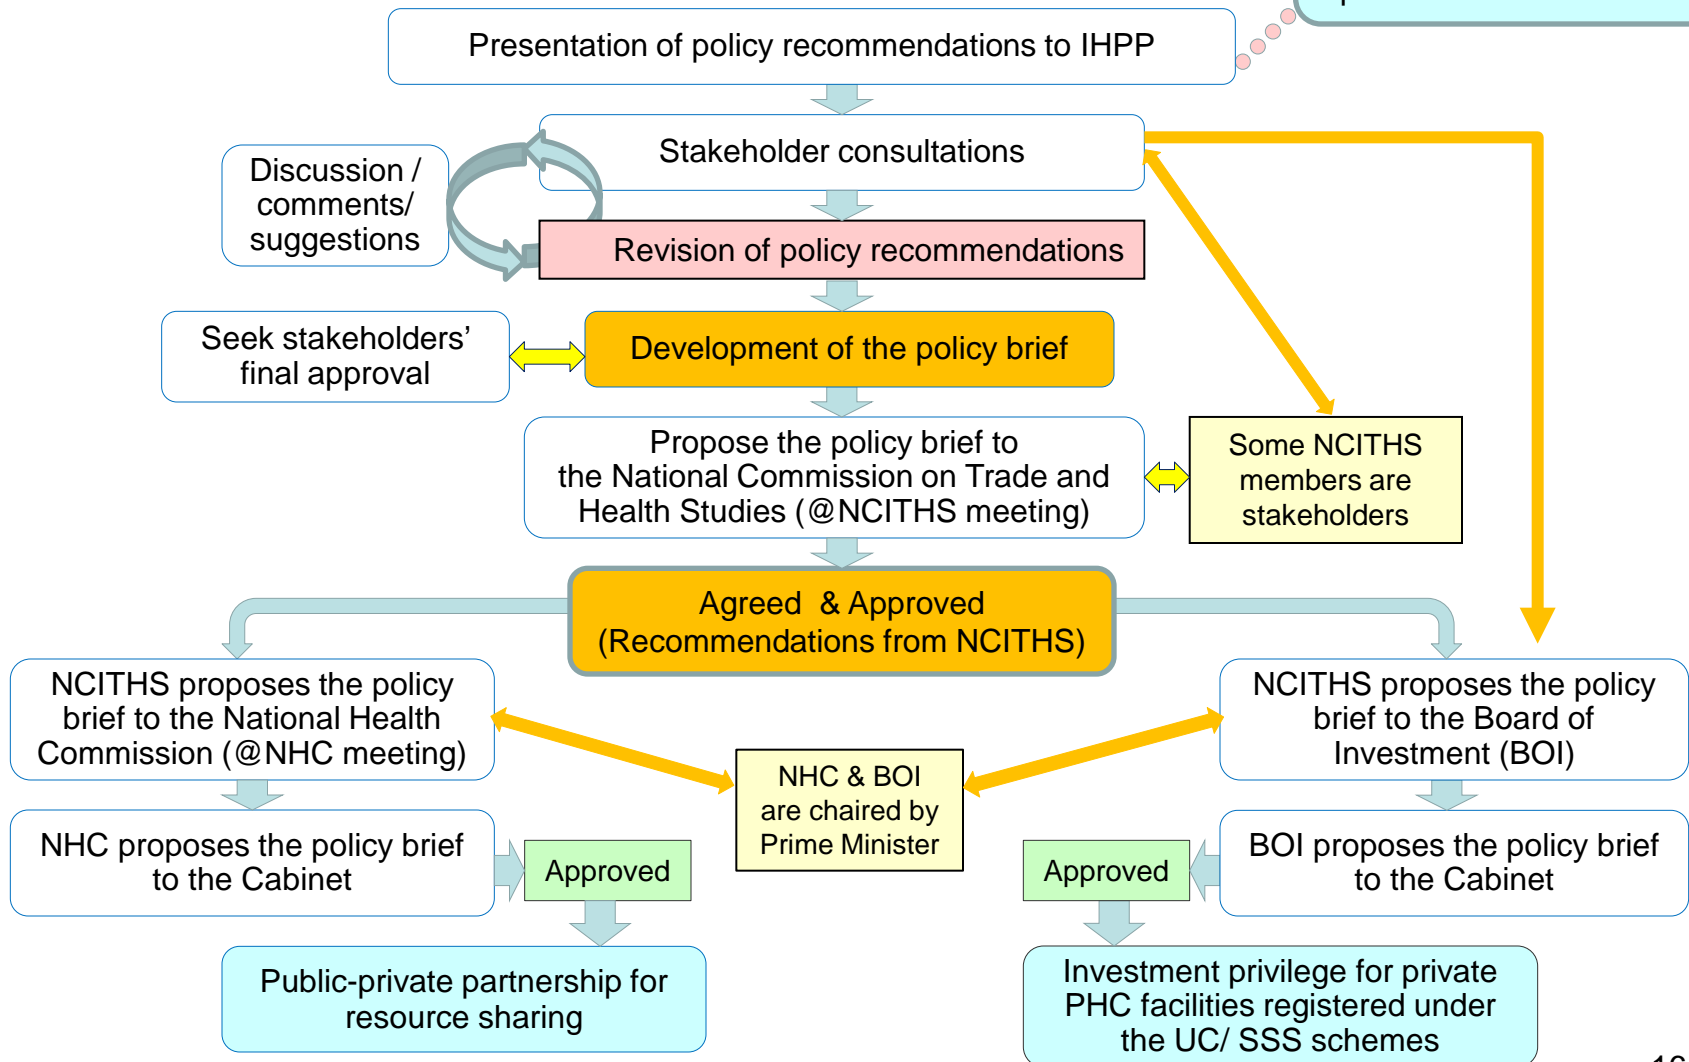 Presentation of policy recommendations to IHPP
Stakeholder consultations
Discussion /
comments/
suggestions
Revision of policy recommendations
Seek stakeholders’
final approval
Development of the policy brief
Propose the policy brief to
the National Commission on Trade and
Health Studies (@NCITHS meeting)
Some NCITHS
members are
stakeholders
Agreed & Approved
(Recommendations from NCITHS)
NCITHS proposes the policy
brief to the National Health
Commission (@NHC meeting)
NCITHS proposes the policy
brief to the Board of
Investment (BOI)
NHC & BOI
are chaired by
Prime Minister
NHC proposes the policy brief
to the Cabinet
Approved
Approved
BOI proposes the policy brief
to the Cabinet
Public-private partnership for
resource sharing
Investment privilege for private
PHC facilities registered under
the UC/ SSS schemes